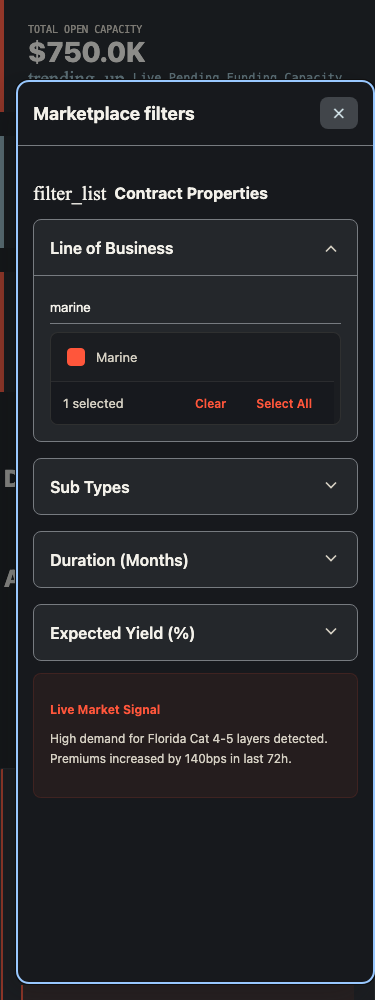 TOTAL OPEN CAPACITY
$750.0K
trending_up Live Pending Funding Capacity
Marketplace filters
filter_list Contract Properties
Line of Business
marine
Marine
1 selected Clear Select All
Sub Types
Duration (Months)
Expected Yield (%)
Live Market Signal
High demand for Florida Cat 4-5 layers detected.
Premiums increased by 140bps in last 72h.